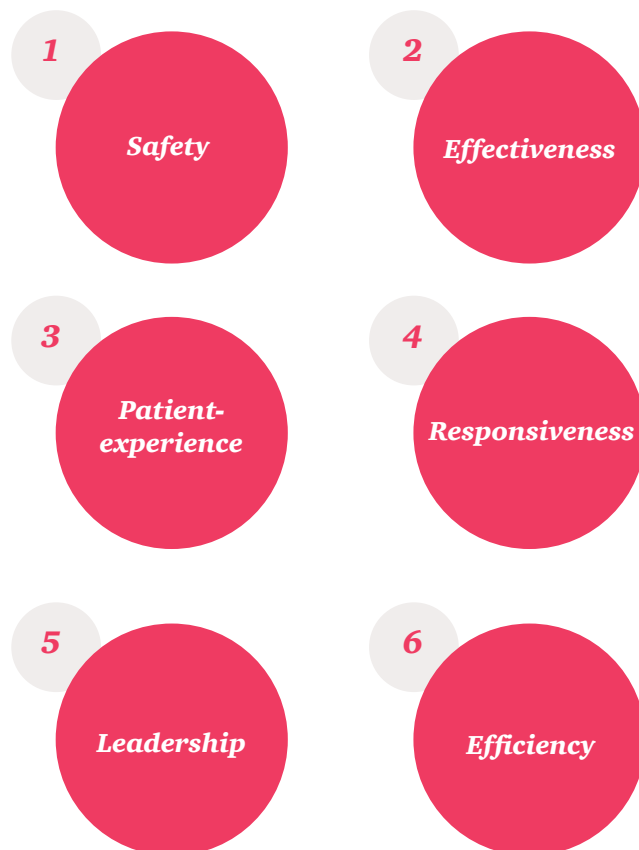 1
Safety
2
Effectiveness
3
Patient-
experience
4
Responsiveness
5
Leadership
6
Efficiency